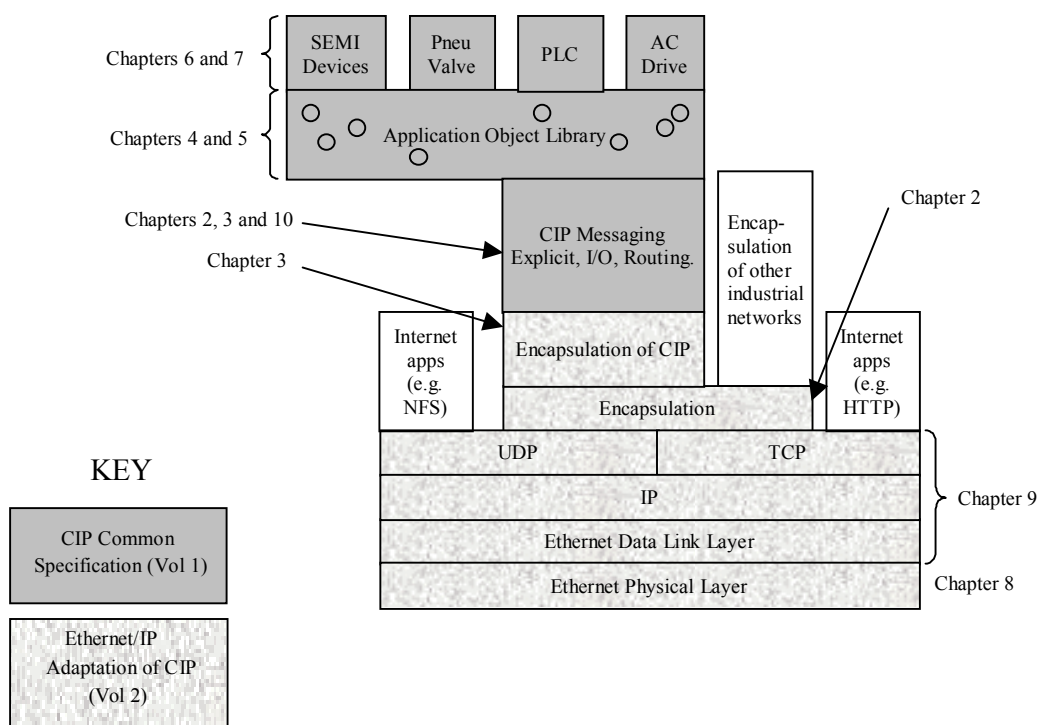 Chapters 6 and 7
SEMI
Devices
Pneu
Valve
PLC
AC
Drive
Chapters 4 and 5
Application Object Library
Chapters 2, 3 and 10
Chapter 3
CIP Messaging
Explicit, I/O, Routing.
Encap-
sulation
of other
industrial
networks
Chapter 2
Internet
apps
(e.g.
NFS)
Encapsulation of CIP
Internet
apps
(e.g.
HTTP)
Encapsulation
UDP
TCP
IP
Ethernet Data Link Layer
Chapter 9
Ethernet Physical Layer
Chapter 8
KEY
CIP Common
Specification (Vol 1)
Ethernet/IP
Adaptation of CIP
(Vol 2)